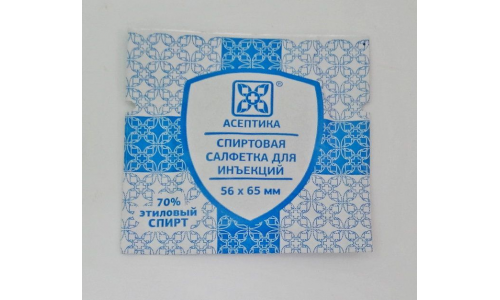 ®
АСЕПТИКА
СПИРТОВАЯ
САЛФЕТКА ДЛЯ
ИНЪЕКЦИЙ
56 х 65 мм
70%
этиловый
СПИРТ